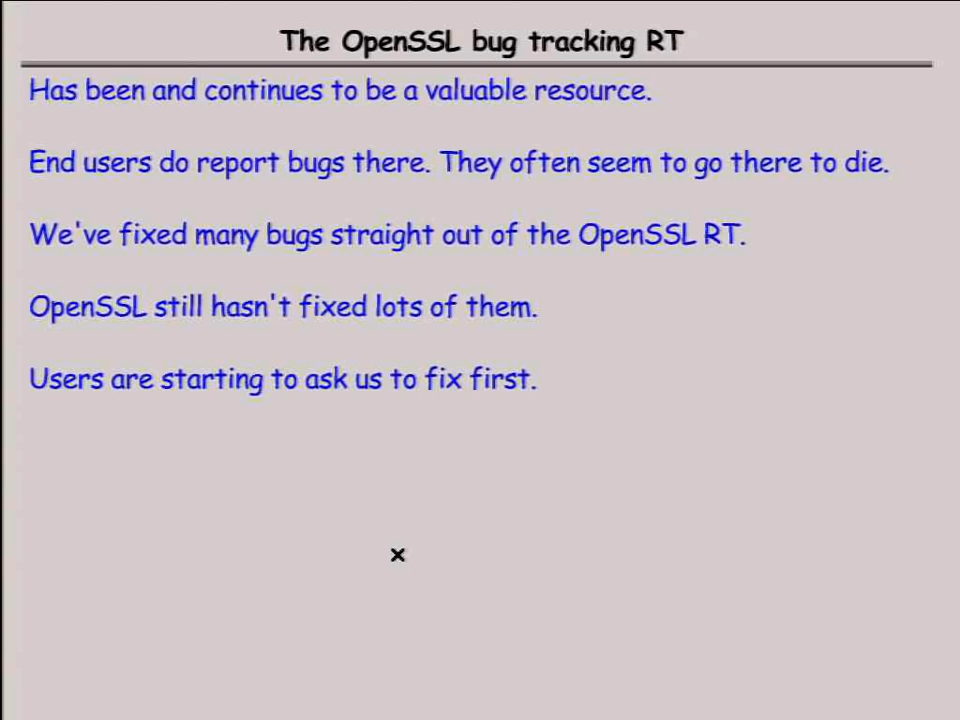 The OpenSSL bug tracking RT
Has been and continues to be a valuable resource.
End users do report bugs there. They often seem to go there to die.
We've fixed many bugs straight out of the OpenSSL RT.
OpenSSL still hasn't fixed lots of them.
Users are starting to ask us to fix first.